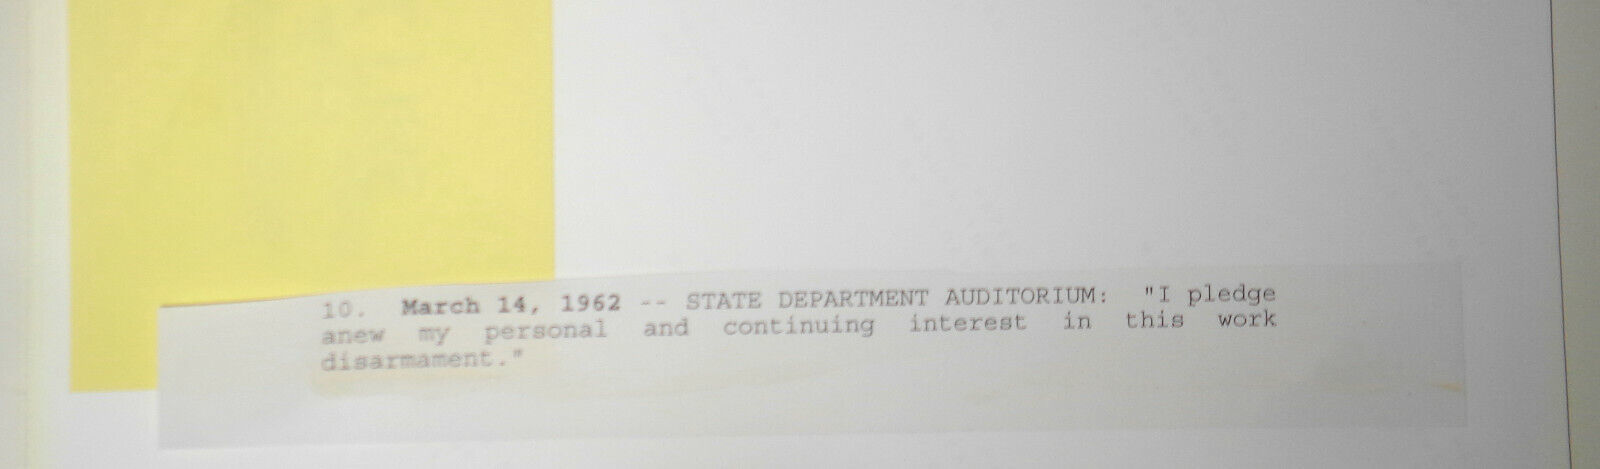 10. March 14, 1962 -- STATE DEPARTMENT AUDITORIUM: "I pledge
anew my personal and continuing interest in this work
disarmament."